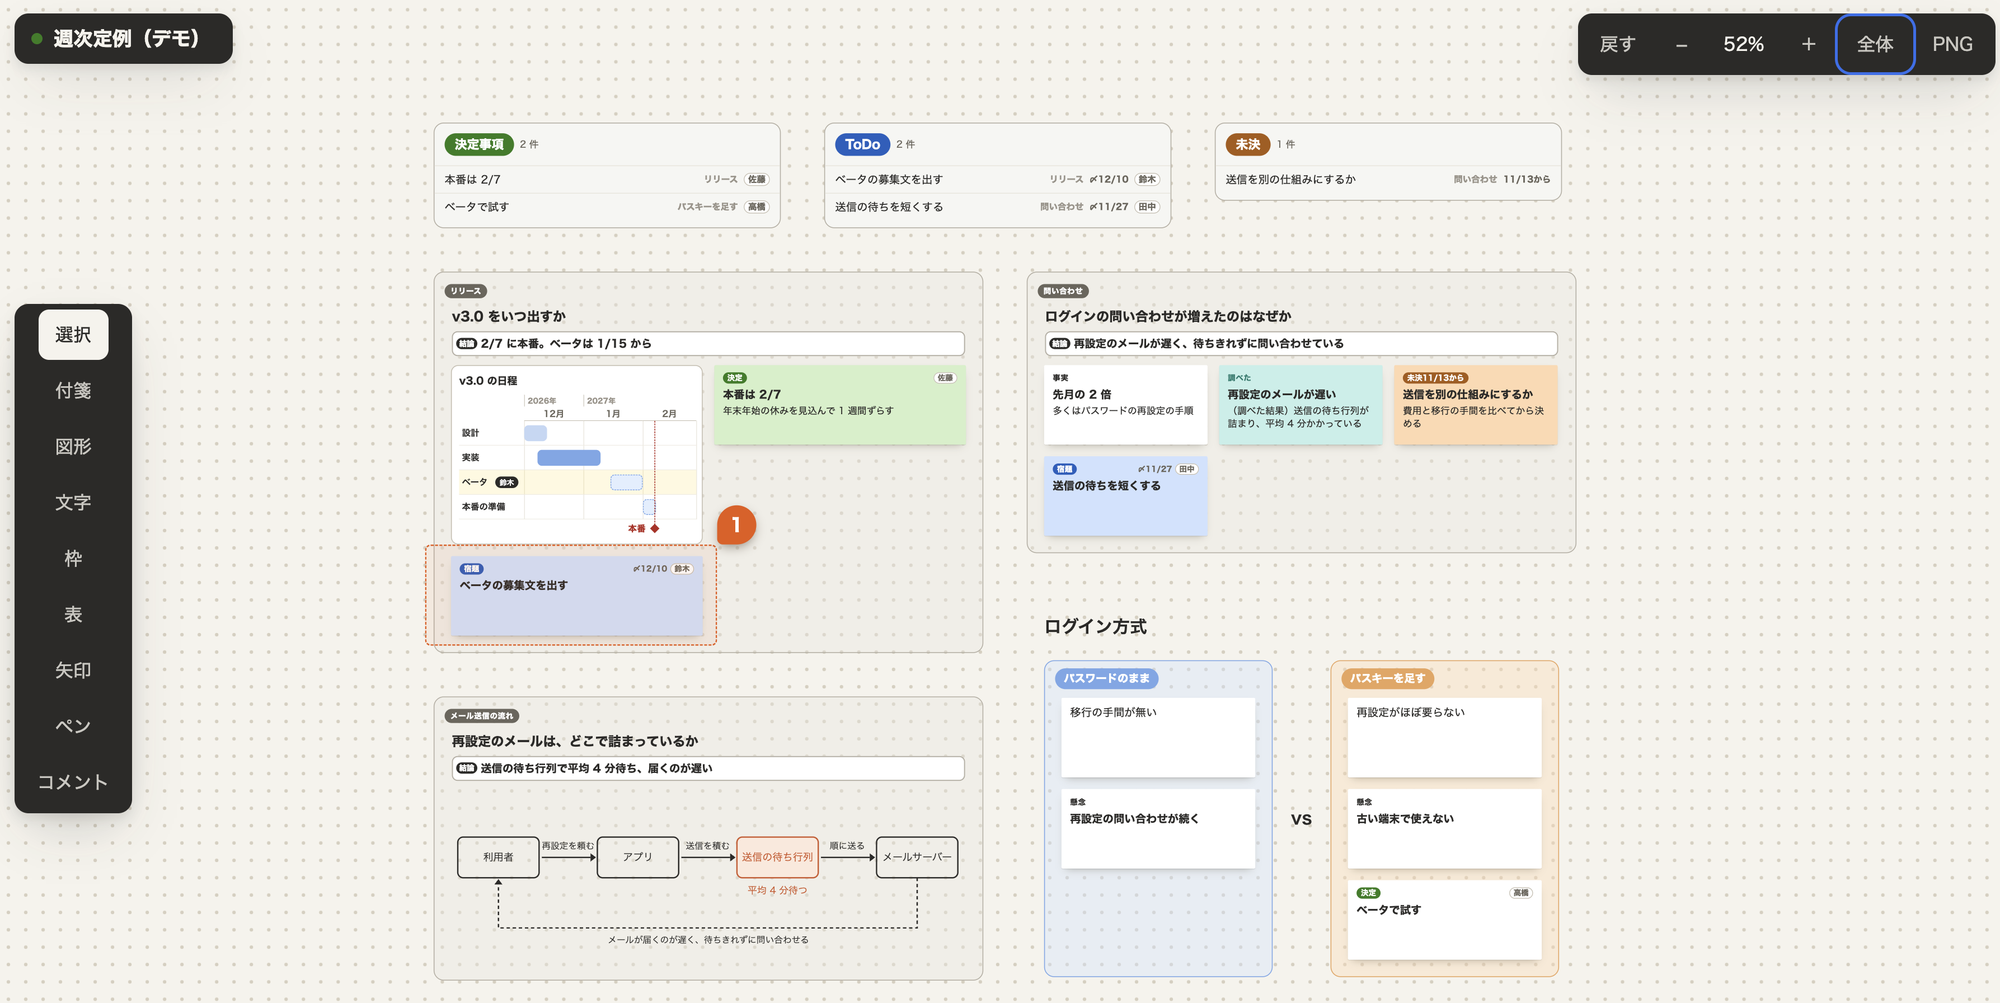 週次定例（デモ）
戻す − 52% + 全体 PNG
決定事項 2 件
本番は 2/7 リリース 佐藤
ベータで試す パスキーを足す 高橋
ToDo 2 件
ベータの募集文を出す リリース 〆12/10 鈴木
送信の待ちを短くする 問い合わせ 〆11/27 田中
未決 1 件
送信を別の仕組みにするか 問い合わせ 11/13から
選択
付箋
図形
文字
枠
表
矢印
ペン
コメント
リリース
v3.0 をいつ出すか
結論 2/7 に本番。ベータは 1/15 から
v3.0 の日程
2026年 2027年
12月 1月 2月
設計
実装
ベータ 鈴木
本番の準備
本番
決定 佐藤
本番は 2/7
年末年始の休みを見込んで 1 週間ずらす
1
宿題 〆12/10 鈴木
ベータの募集文を出す
問い合わせ
ログインの問い合わせが増えたのはなぜか
結論 再設定のメールが遅く、待ちきれずに問い合わせている
事実
先月の 2 倍
多くはパスワードの再設定の手順
調べた
再設定のメールが遅い
（調べた結果）送信の待ち行列が
詰まり、平均 4 分かかっている
未決11/13から
送信を別の仕組みにするか
費用と移行の手間を比べてから決
める
宿題 〆11/27 田中
送信の待ちを短くする
メール送信の流れ
再設定のメールは、どこで詰まっているか
結論 送信の待ち行列で平均 4 分待ち、届くのが遅い
利用者
再設定を頼む
アプリ
送信を積む
送信の待ち行列
順に送る
メールサーバー
平均 4 分待つ
メールが届くのが遅く、待ちきれずに問い合わせる
ログイン方式
パスワードのまま
移行の手間が無い
懸念
再設定の問い合わせが続く
VS
パスキーを足す
再設定がほぼ要らない
懸念
古い端末で使えない
決定 高橋
ベータで試す